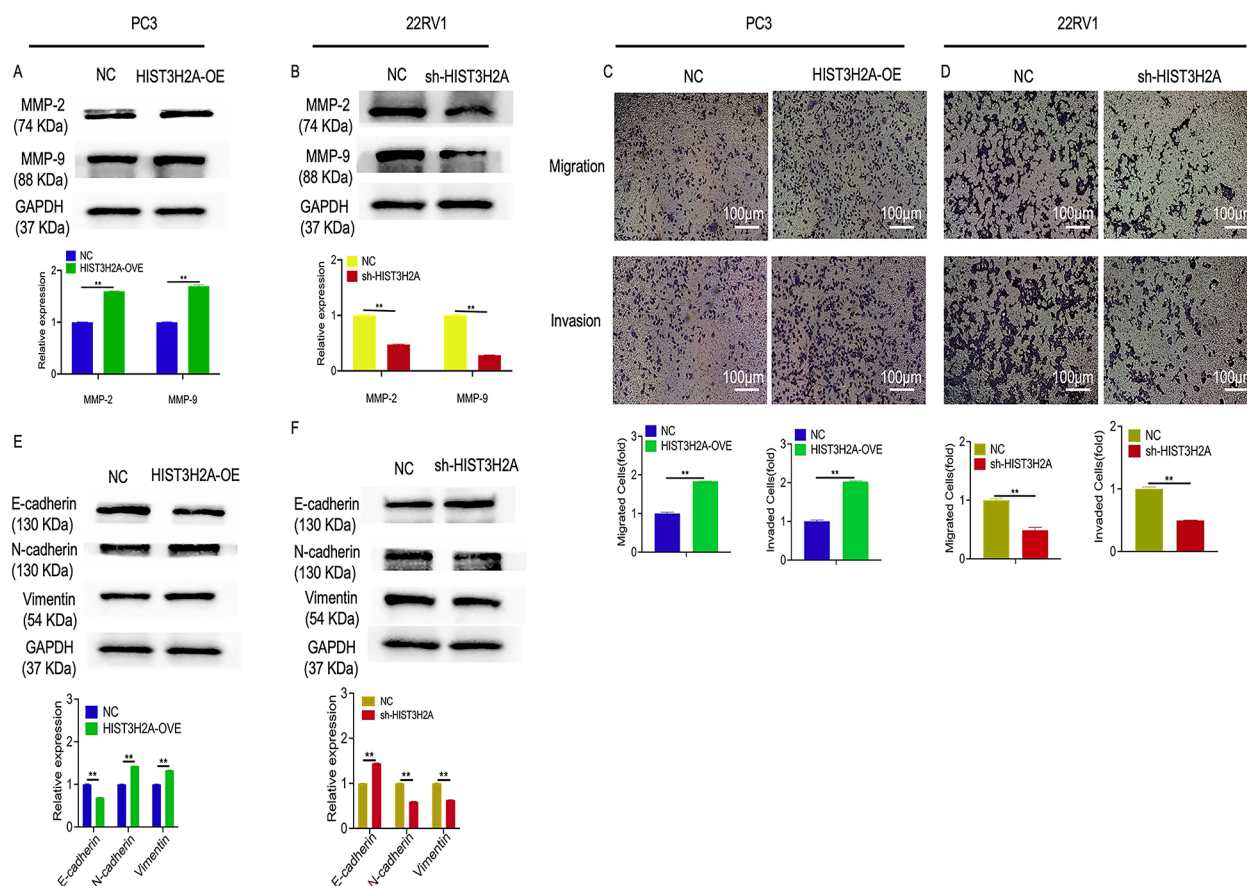 PC3
22RV1
PC3
22RV1
A
NC
HIST3H2A-OE
MMP-2
(74 KDa)
MMP-9
(88 KDa)
GAPDH
(37 KDa)
NC
HIST3H2A-OVE
Relative expression
2
1
0
**
**
MMP-2
MMP-9
B
NC
sh-HIST3H2A
MMP-2
(74 KDa)
MMP-9
(88 KDa)
GAPDH
(37 KDa)
NC
sh-HIST3H2A
Relative expression
2
1
0
**
**
MMP-2
MMP-9
C
NC
HIST3H2A-OE
D
NC
sh-HIST3H2A
Migration
100μm
100μm
100μm
100μm
Invasion
100μm
100μm
100μm
100μm
NC
HIST3H2A-OVE
Migrated Cells(fold)
3
2
1
0
**
NC
HIST3H2A-OVE
Invaded Cells(fold)
3
2
1
0
**
NC
sh-HIST3H2A
Migrated Cells(fold)
2
1
0
**
NC
sh-HIST3H2A
Invaded Cells(fold)
2
1
0
**
E
NC
HIST3H2A-OE
E-cadherin
(130 KDa)
N-cadherin
(130 KDa)
Vimentin
(54 KDa)
GAPDH
(37 KDa)
NC
HIST3H2A-OVE
Relative expression
3
2
1
0
**
**
**
E-cadherin
N-cadherin
Vimentin
F
NC
sh-HIST3H2A
E-cadherin
(130 KDa)
N-cadherin
(130 KDa)
Vimentin
(54 KDa)
GAPDH
(37 KDa)
NC
sh-HIST3H2A
Relative expression
3
2
1
0
**
**
**
E-cadherin
N-cadherin
Vimentin